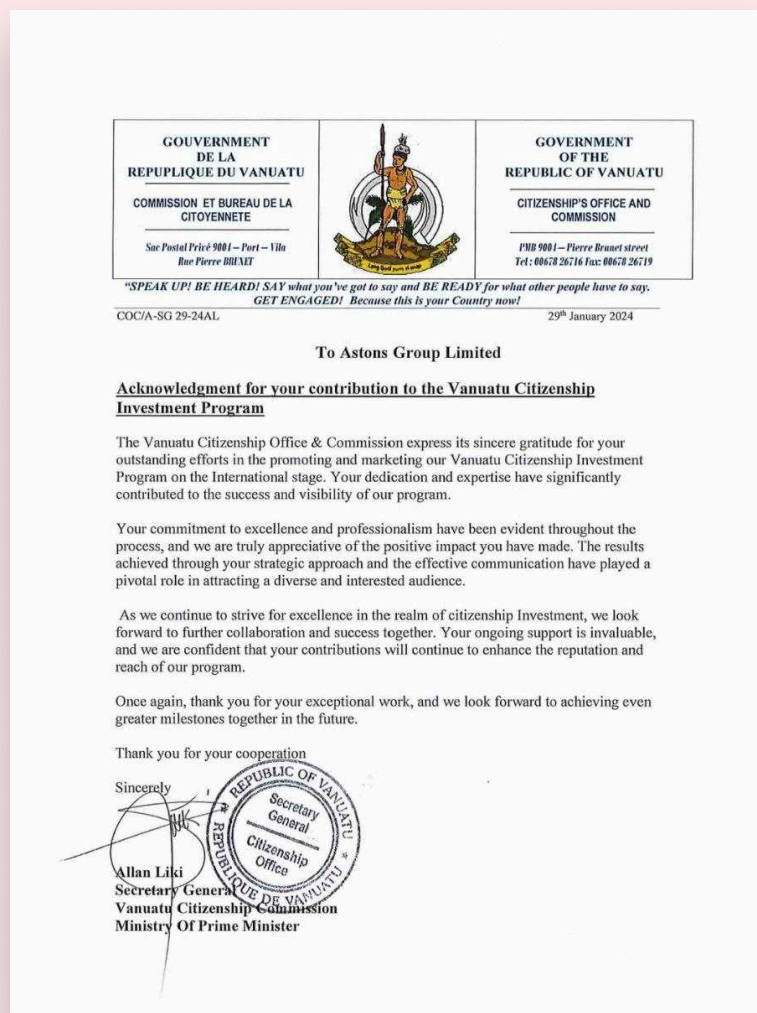 GOUVERNMENT
DE LA
REPUPLIQUE DU VANUATU
COMMISSION ET BUREAU DE LA
CITOYENNETE
Sac Postal Privé 9001 – Port – Vila
Rue Pierre BRUNET
Long God yumi stanap
GOVERNMENT
OF THE
REPUBLIC OF VANUATU
CITIZENSHIP'S OFFICE AND
COMMISSION
PMB 9001 – Pierre Brunet street
Tel : 00678 26716 Fax: 00678 26719
"SPEAK UP! BE HEARD! SAY what you've got to say and BE READY for what other people have to say.
GET ENGAGED! Because this is your Country now!
COC/A-SG 29-24AL 29th January 2024
To Astons Group Limited
Acknowledgment for your contribution to the Vanuatu Citizenship
Investment Program
The Vanuatu Citizenship Office & Commission express its sincere gratitude for your
outstanding efforts in the promoting and marketing our Vanuatu Citizenship Investment
Program on the International stage. Your dedication and expertise have significantly
contributed to the success and visibility of our program.
Your commitment to excellence and professionalism have been evident throughout the
process, and we are truly appreciative of the positive impact you have made. The results
achieved through your strategic approach and the effective communication have played a
pivotal role in attracting a diverse and interested audience.
As we continue to strive for excellence in the realm of citizenship Investment, we look
forward to further collaboration and success together. Your ongoing support is invaluable,
and we are confident that your contributions will continue to enhance the reputation and
reach of our program.
Once again, thank you for your exceptional work, and we look forward to achieving even
greater milestones together in the future.
Thank you for your cooperation
Sincerely
REPUBLIC OF VANUATU
Secretary
General
Citizenship
Office
REPUBLIQUE DE VANUATU
Allan Liki
Secretary General
Vanuatu Citizenship Commission
Ministry Of Prime Minister